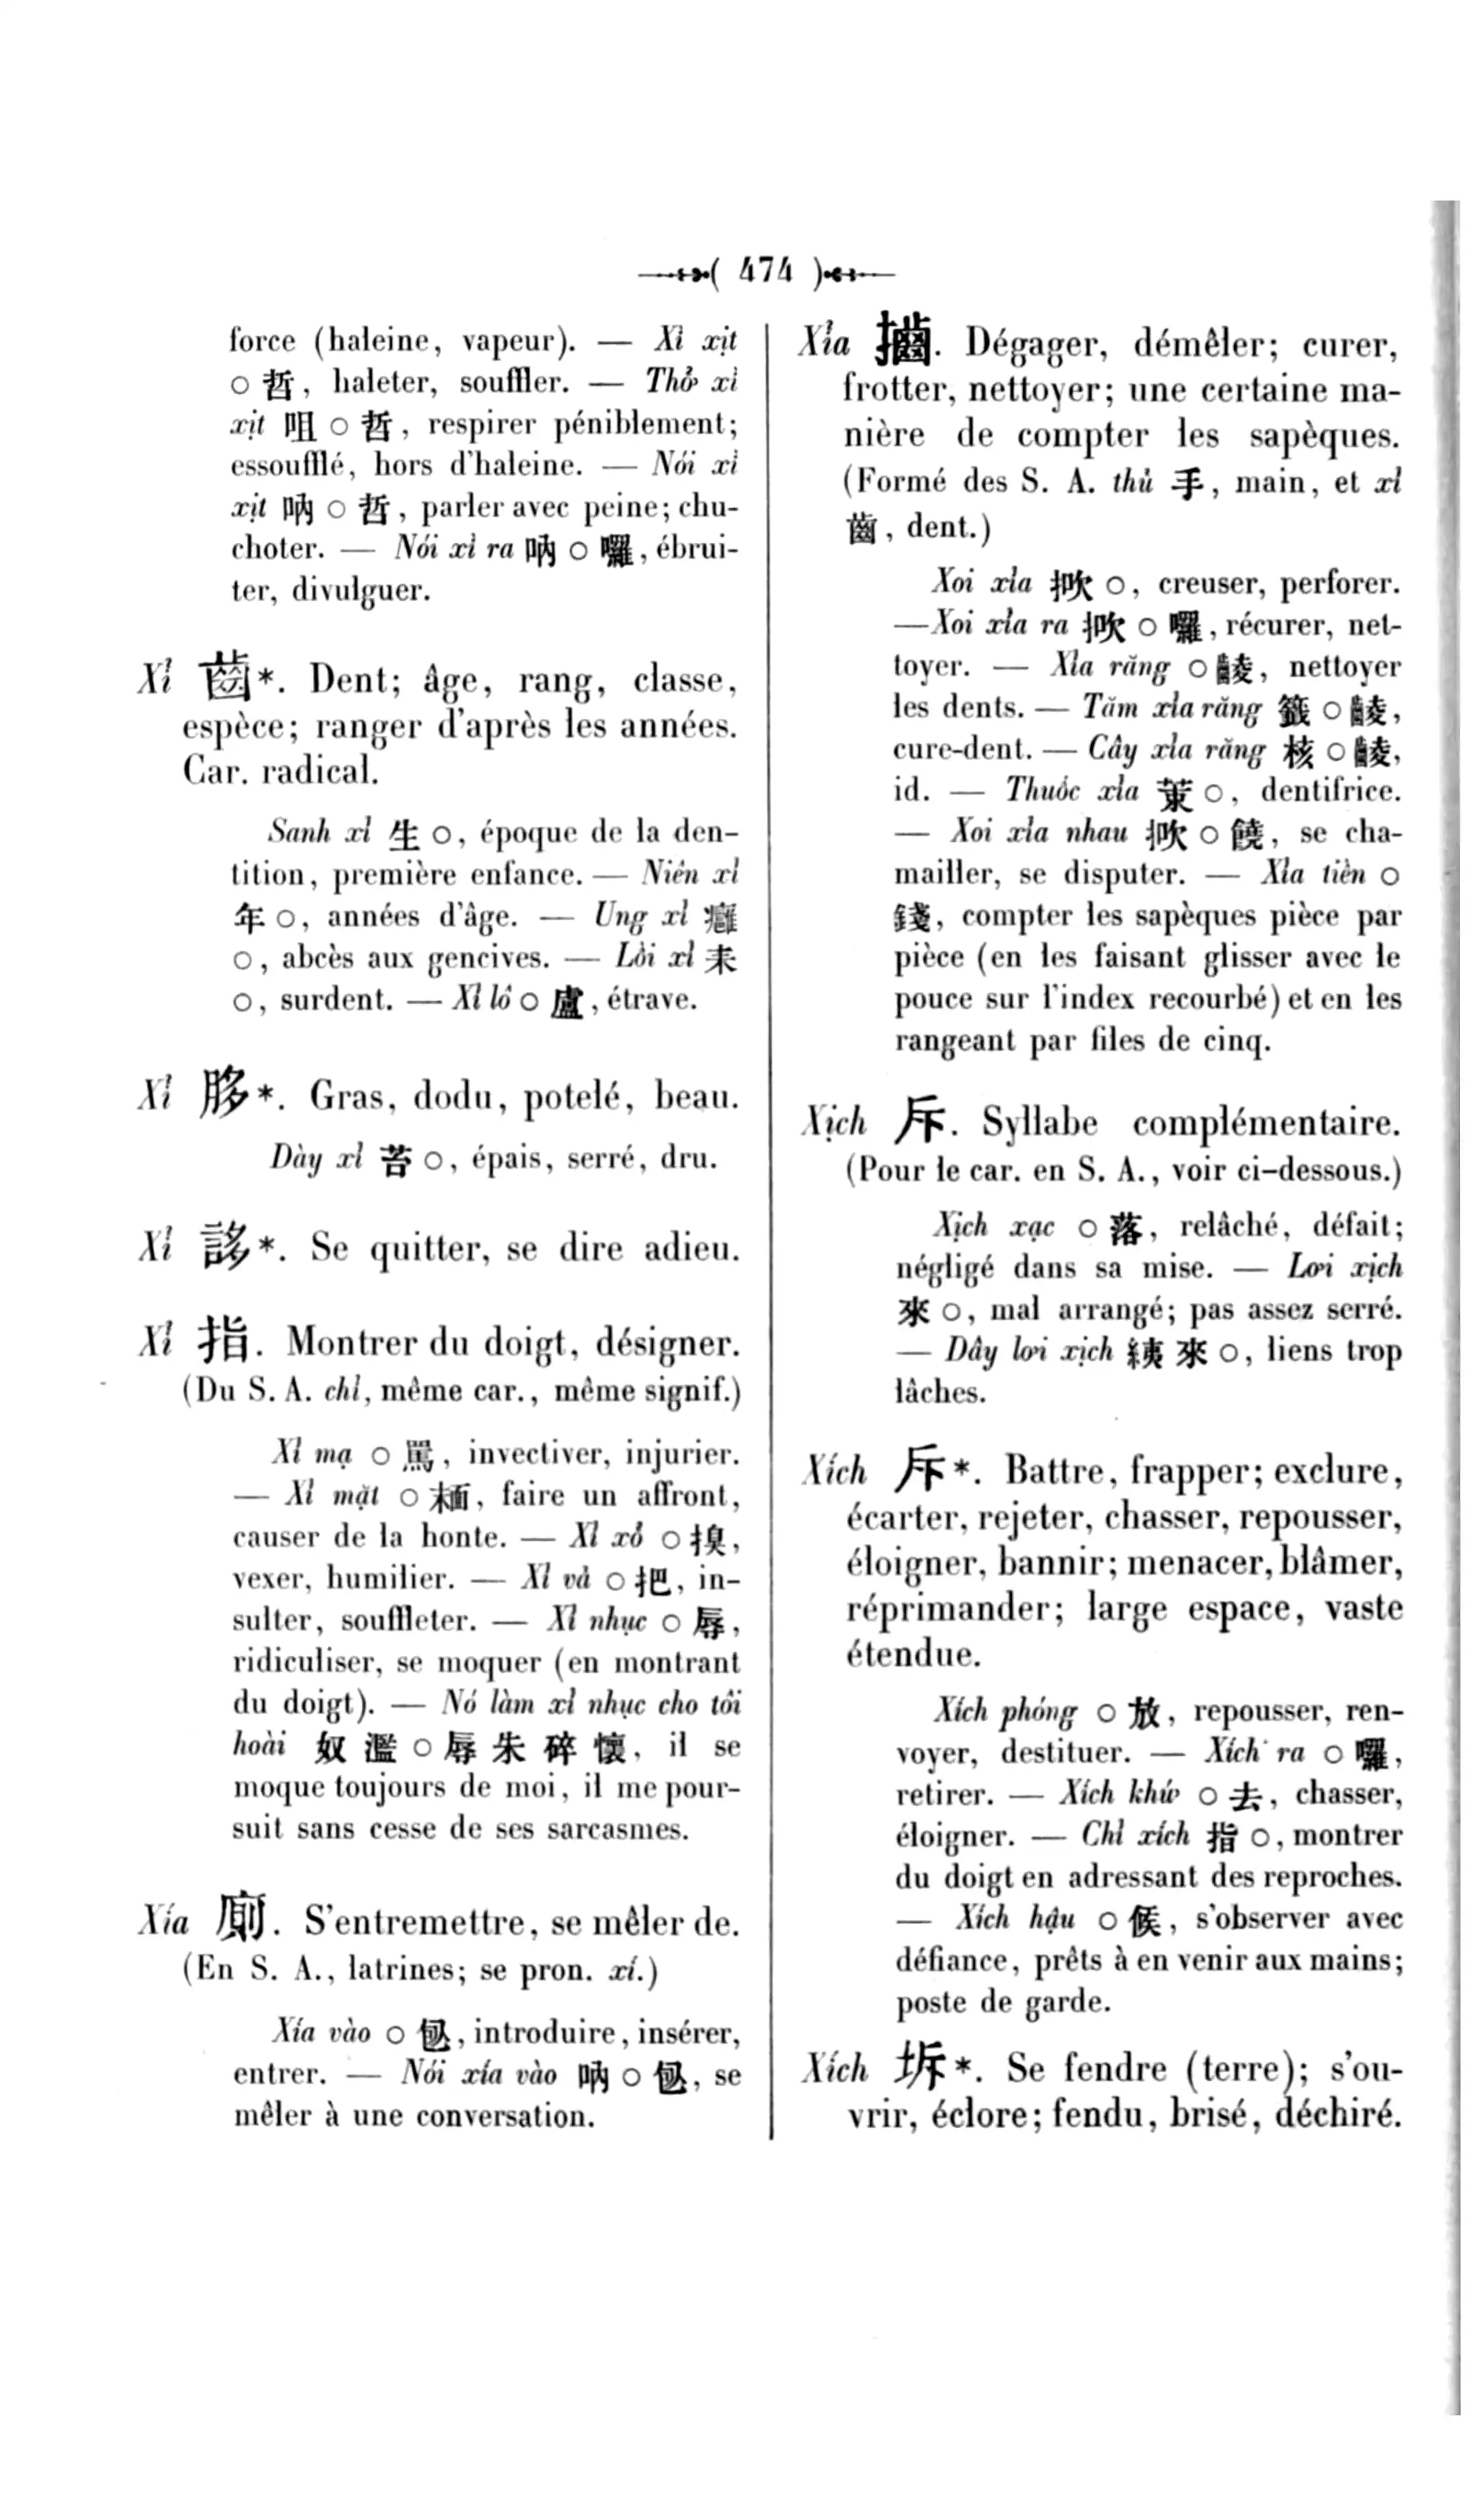 ( 474 )
force (haleine, vapeur). — Xì xịt
○ 哲, haleter, souffler. — Thở xì
xịt 咀 ○ 哲, respirer péniblement;
essoufflé, hors d'haleine. — Nói xì
xịt 吶 ○ 哲, parler avec peine; chu-
choter. — Nói xì ra 吶 ○ 囉, ébrui-
ter, divulguer.
Xỉ 齒*. Dent; âge, rang, classe,
espèce; ranger d'après les années.
Car. radical.
Sanh xỉ 生 ○, époque de la den-
tition, première enfance. — Niên xỉ
年 ○, années d'âge. — Ung xỉ 癰
○, abcès aux gencives. — Lỗi xỉ 耒
○, surdent. — Xỉ lô ○ 盧, étrave.
Xỉ 胗*. Gras, dodu, potelé, beau.
Dày xỉ 苔 ○, épais, serré, dru.
Xỉ 誃*. Se quitter, se dire adieu.
Xỉ 指. Montrer du doigt, désigner.
(Du S. A. chỉ, même car., même signif.)
Xỉ mạ ○ 罵, invectiver, injurier.
— Xỉ mặt ○ 𩈘, faire un affront,
causer de la honte. — Xỉ xỏ ○ 搝,
vexer, humilier. — Xỉ vả ○ 把, in-
sulter, souffleter. — Xỉ nhục ○ 辱,
ridiculiser, se moquer (en montrant
du doigt). — Nó làm xỉ nhục cho tôi
hoài 奴 濫 ○ 辱 朱 碎 懷, il se
moque toujours de moi, il me pour-
suit sans cesse de ses sarcasmes.
Xía 廁. S'entremettre, se mêler de.
(En S. A., latrines; se pron. xí.)
Xía vào ○ 𠓨, introduire, insérer,
entrer. — Nói xía vào 吶 ○ 𠓨, se
mêler à une conversation.
Xỉa 𪮖. Dégager, démêler; curer,
frotter, nettoyer; une certaine ma-
nière de compter les sapèques.
(Formé des S. A. thủ 手, main, et xỉ
齒, dent.)
Xoi xỉa 㧡 ○, creuser, perforer.
— Xoi xỉa ra 㧡 ○ 囉, récurer, net-
toyer. — Xỉa răng ○ 𪘵, nettoyer
les dents. — Tăm xỉa răng 籤 ○ 𪘵,
cure-dent. — Cây xỉa răng 核 ○ 𪘵,
id. — Thuốc xỉa 葉 ○, dentifrice.
— Xoi xỉa nhau 㧡 ○ 饒, se cha-
mailler, se disputer. — Xỉa tiền ○
錢, compter les sapèques pièce par
pièce (en les faisant glisser avec le
pouce sur l'index recourbé) et en les
rangeant par files de cinq.
Xịch 斥. Syllabe complémentaire.
(Pour le car. en S. A., voir ci-dessous.)
Xịch xạc ○ 落, relâché, défait;
négligé dans sa mise. — Lơi xịch
來 ○, mal arrangé; pas assez serré.
— Dây lơi xịch 䋵 來 ○, liens trop
lâches.
Xích 斥*. Battre, frapper; exclure,
écarter, rejeter, chasser, repousser,
éloigner, bannir; menacer, blâmer,
réprimander; large espace, vaste
étendue.
Xích phóng ○ 放, repousser, ren-
voyer, destituer. — Xích ra ○ 囉,
retirer. — Xích khứ ○ 去, chasser,
éloigner. — Chỉ xích 指 ○, montrer
du doigt en adressant des reproches.
— Xích hậu ○ 候, s'observer avec
défiance, prêts à en venir aux mains;
poste de garde.
Xích 坼*. Se fendre (terre); s'ou-
vrir, éclore; fendu, brisé, déchiré.